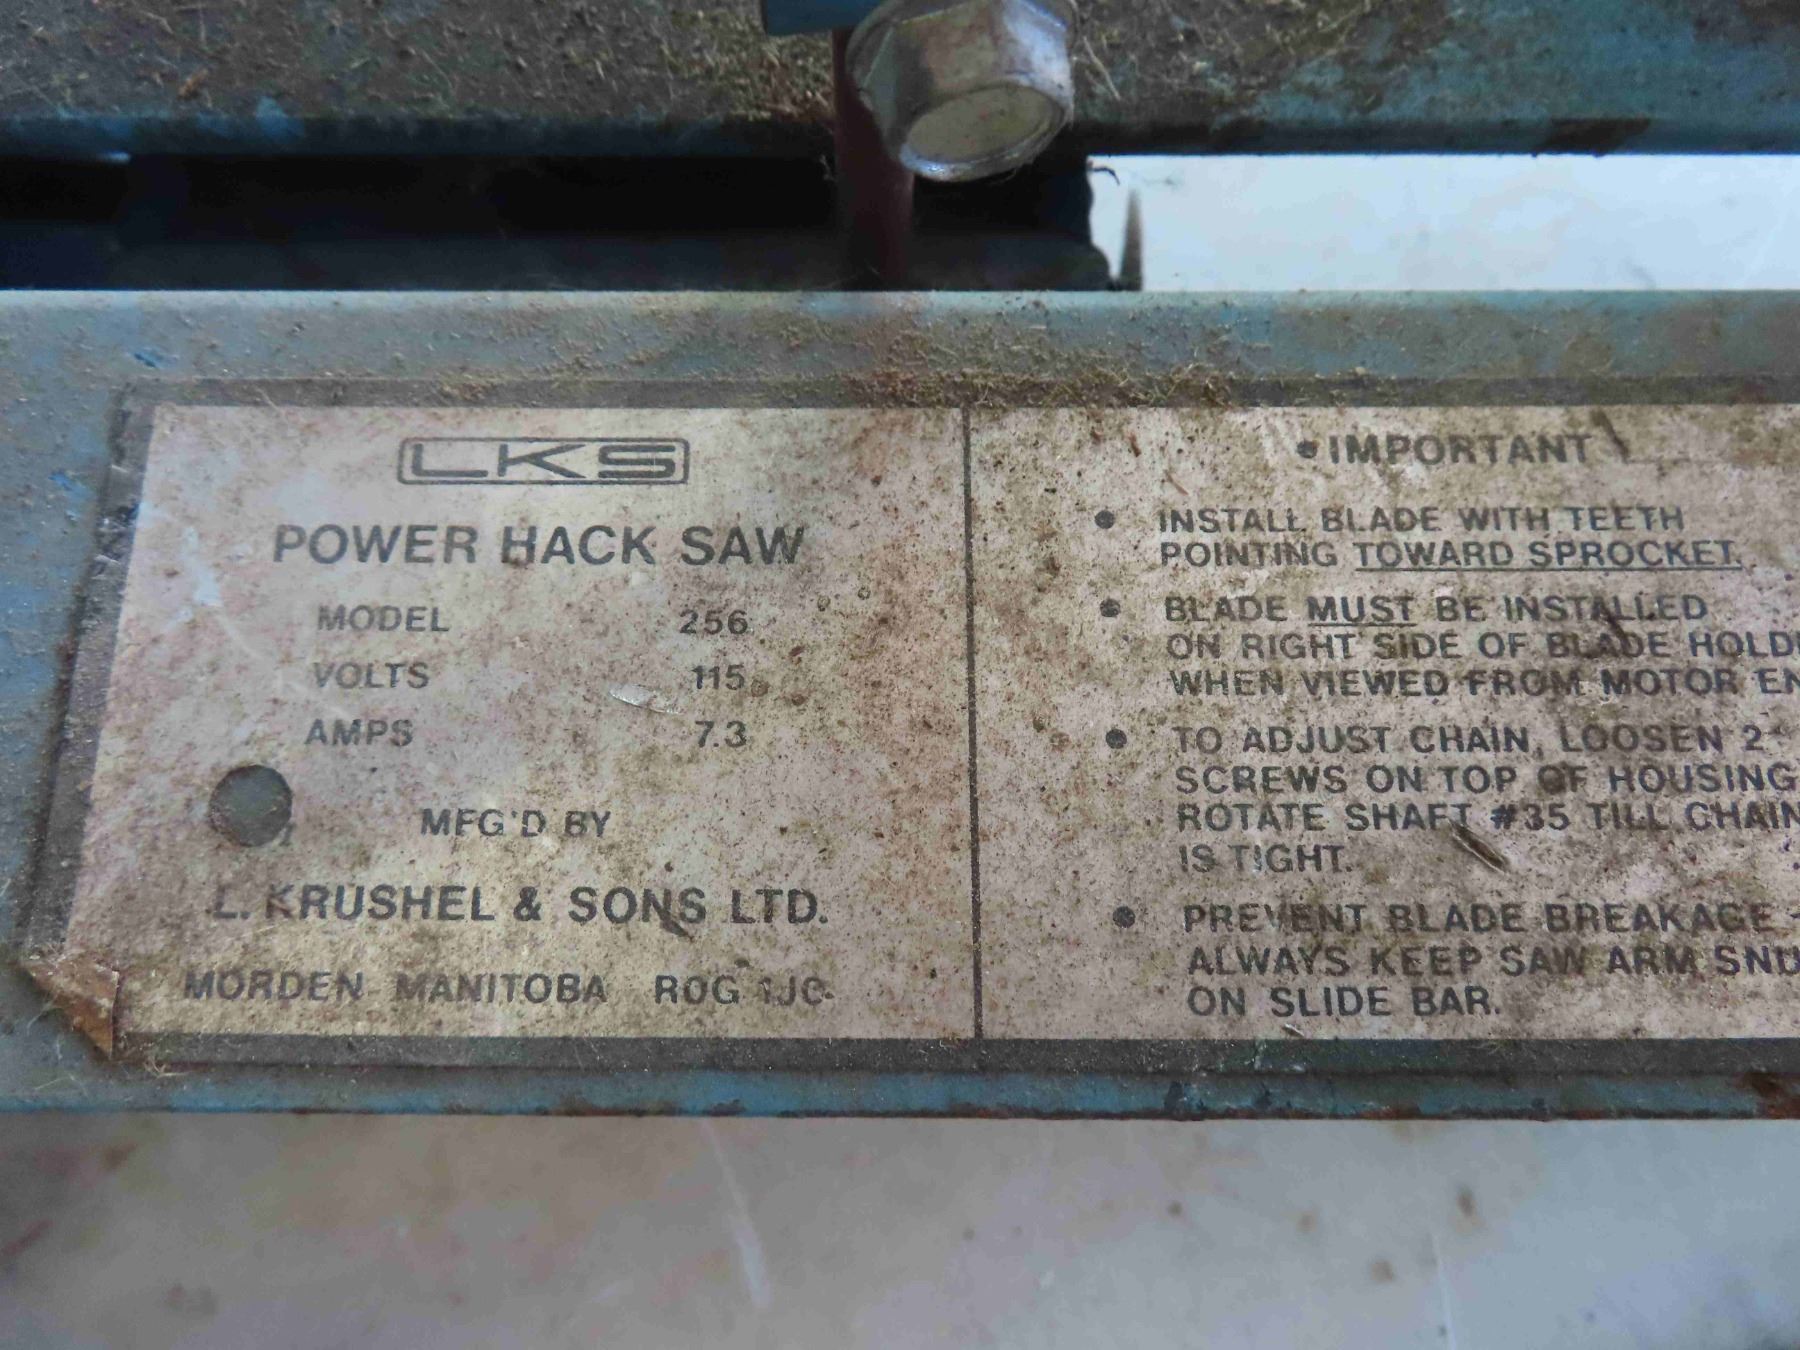 LKS
POWER HACK SAW
MODEL 256
VOLTS 115
AMPS 7.3
MFG'D BY
L. KRUSHEL & SONS LTD.
MORDEN MANITOBA R0G 1J0
• IMPORTANT
• INSTALL BLADE WITH TEETH
POINTING TOWARD SPROCKET.
• BLADE MUST BE INSTALLED
ON RIGHT SIDE OF BLADE
WHEN VIEWED FROM MOTOR
• TO ADJUST CHAIN, LOOSEN 2
SCREWS ON TOP OF HOUSING
ROTATE SHAFT #35 TILL CHAIN
IS TIGHT.
• PREVENT BLADE BREAKAGE -
ALWAYS KEEP SAW ARM
ON SLIDE BAR.